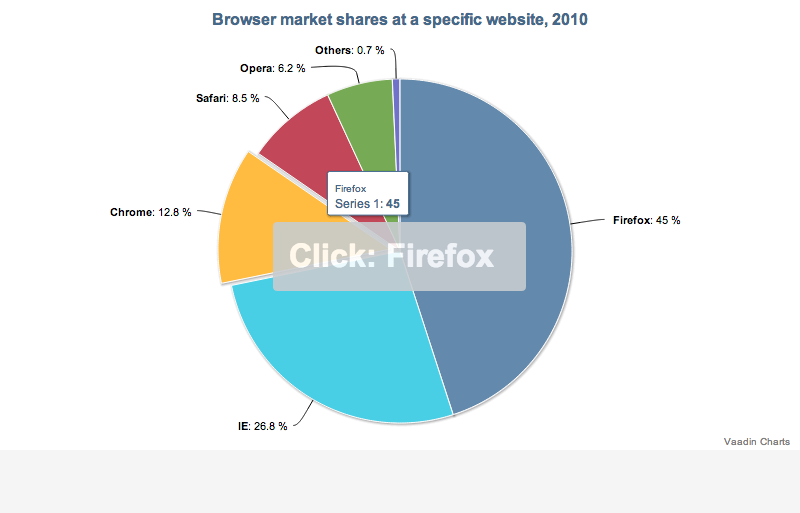 Browser market shares at a specific website, 2010
Others: 0.7 %
Opera: 6.2 %
Safari: 8.5 %
Firefox
Series 1: 45
Chrome: 12.8 %
Firefox: 45 %
Click: Firefox
IE: 26.8 %
Vaadin Charts